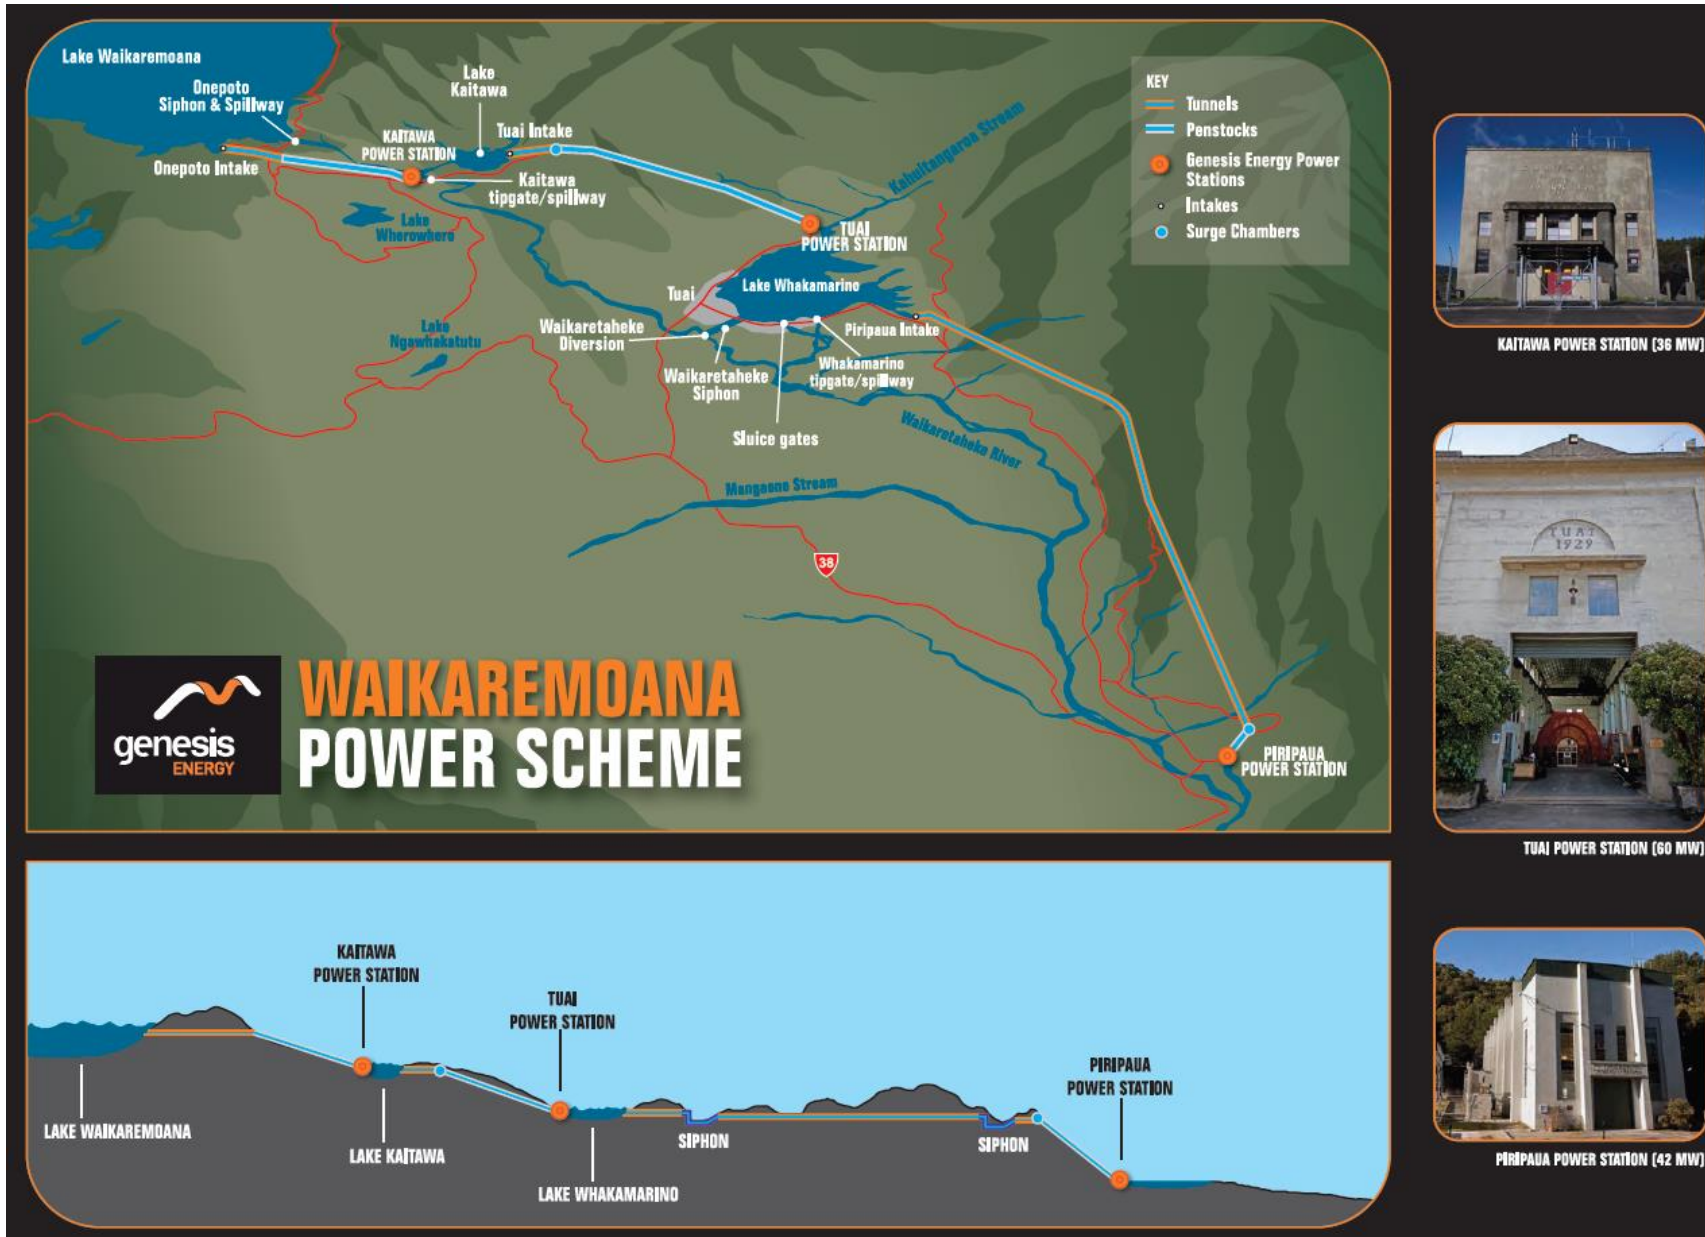 Lake Waikaremoana
Onepoto
Siphon & Spillway
Lake
Kaitawa
KAITAWA
POWER STATION
Tuai Intake
Onepoto Intake
Kaitawa
tipgate/spillway
Lake
Wherowhero
Kahuitangaroa Stream
TUAI
POWER STATION
Tuai
Lake Whakamarino
Waikaretaheke
Diversion
Lake
Ngawhakatutu
Piripaua Intake
Waikaretaheke
Siphon
Whakamarino
tipgate/spillway
Sluice gates
Waikaretaheke River
Mangaone Stream
38
PIRIPAUA
POWER STATION
KEY
Tunnels
Penstocks
Genesis Energy Power
Stations
Intakes
Surge Chambers
genesis
ENERGY
WAIKAREMOANA
POWER SCHEME
KAITAWA POWER STATION (36 MW)
TUAI
1929
TUAI POWER STATION (60 MW)
PIRIPAUA POWER STATION (42 MW)
KAITAWA
POWER STATION
TUAI
POWER STATION
PIRIPAUA
POWER STATION
LAKE WAIKAREMOANA
LAKE KAITAWA
LAKE WHAKAMARINO
SIPHON
SIPHON